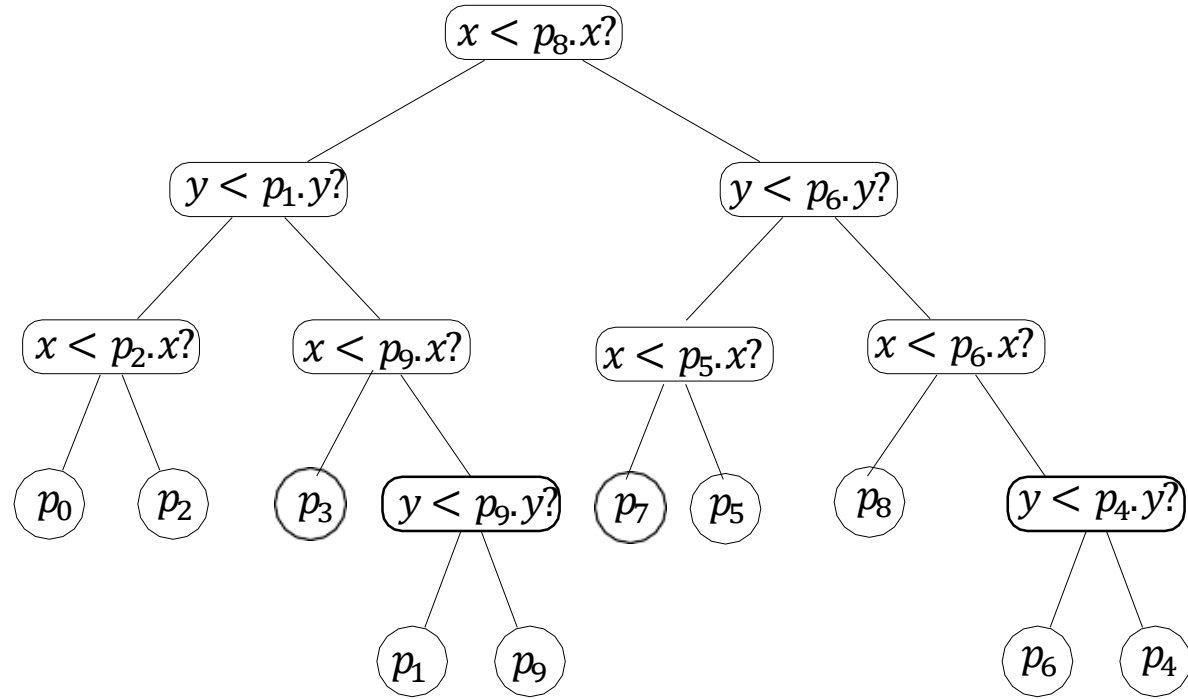 x < p₈.x?
y < p₁.y?
y < p₆.y?
x < p₂.x?
x < p₉.x?
x < p₅.x?
x < p₆.x?
p₀
p₂
p₃
y < p₉.y?
p₇
p₅
p₈
y < p₄.y?
p₁
p₉
p₆
p₄